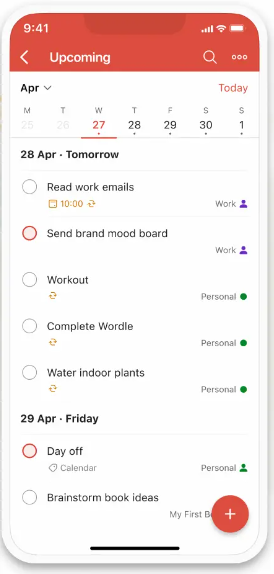 9:41
Upcoming
Apr
Today
M T W T F S S
25 26 27 28 29 30 1
28 Apr · Tomorrow
Read work emails
10:00
Work
Send brand mood board
Work
Workout
Personal
Complete Wordle
Personal
Water indoor plants
Personal
29 Apr · Friday
Day off
Calendar
Personal
Brainstorm book ideas
My First B